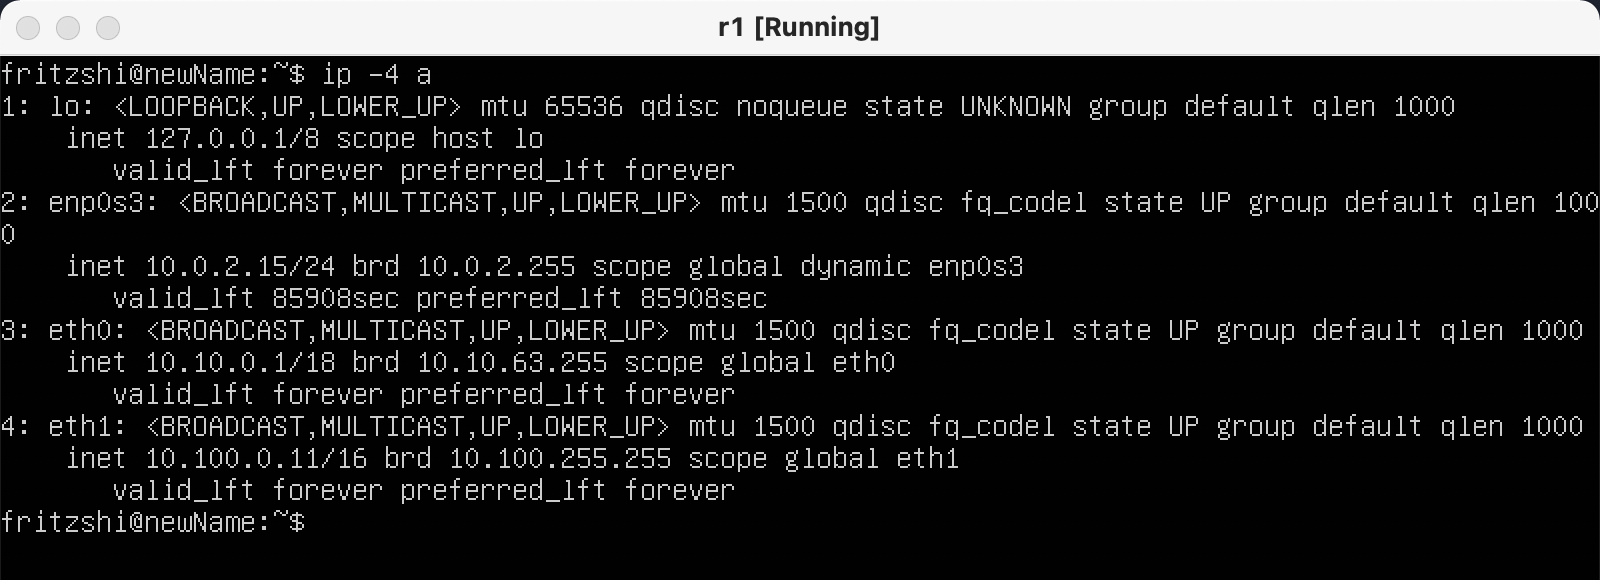 r1 [Running]
fritzshi@newName:~$ ip -4 a
1: lo: <LOOPBACK,UP,LOWER_UP> mtu 65536 qdisc noqueue state UNKNOWN group default qlen 1000
    inet 127.0.0.1/8 scope host lo
       valid_lft forever preferred_lft forever
2: enp0s3: <BROADCAST,MULTICAST,UP,LOWER_UP> mtu 1500 qdisc fq_codel state UP group default qlen 100
0
    inet 10.0.2.15/24 brd 10.0.2.255 scope global dynamic enp0s3
       valid_lft 85908sec preferred_lft 85908sec
3: eth0: <BROADCAST,MULTICAST,UP,LOWER_UP> mtu 1500 qdisc fq_codel state UP group default qlen 1000
    inet 10.10.0.1/18 brd 10.10.63.255 scope global eth0
       valid_lft forever preferred_lft forever
4: eth1: <BROADCAST,MULTICAST,UP,LOWER_UP> mtu 1500 qdisc fq_codel state UP group default qlen 1000
    inet 10.100.0.11/16 brd 10.100.255.255 scope global eth1
       valid_lft forever preferred_lft forever
fritzshi@newName:~$